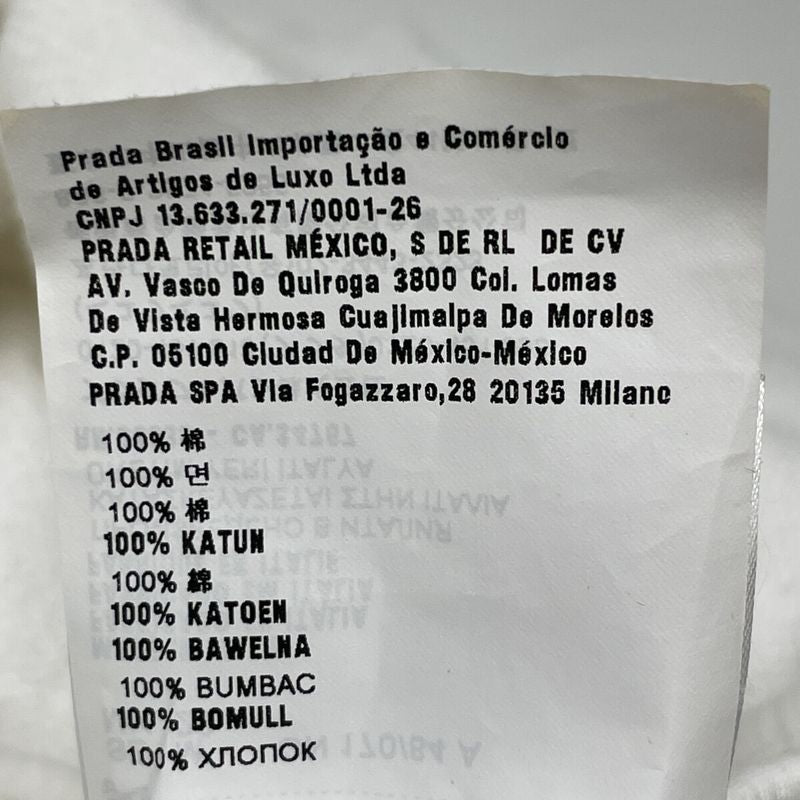 Prada Brasil Importação e Comércio
de Artigos de Luxo Ltda
CNPJ 13.633.271/0001-26
PRADA RETAIL MÉXICO, S DE RL DE CV
AV. Vasco De Quiroga 3800 Col. Lomas
De Vista Hermosa Cuajimalpa De Morelos
C.P. 05100 Ciudad De México-México
PRADA SPA Via Fogazzaro,28 20135 Milano
100% 棉
100% 면
100% 棉
100% KATUN
100% 綿
100% KATOEN
100% BAWEŁNA
100% BUMBAC
100% BOMULL
100% ХЛОПОК